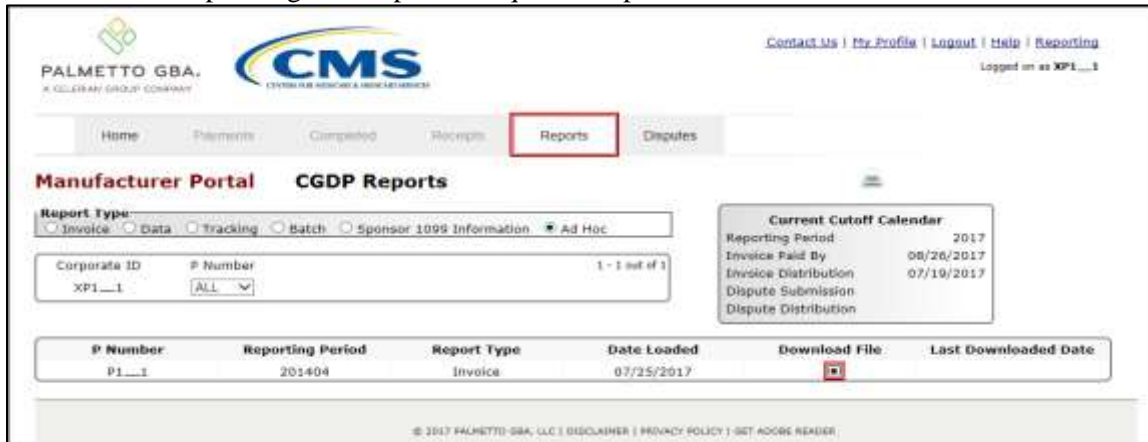 PALMETTO GBA.
A CELERIAN GROUP COMPANY
CMS
CENTERS FOR MEDICARE & MEDICAID SERVICES
Contact Us | My Profile | Logout | Help | Reporting
Logged on as XP1__1
Home Payments Completed Receipts Reports Disputes
Manufacturer Portal CGDP Reports
Report Type
Invoice Data Tracking Batch Sponsor 1099 Information Ad Hoc
Corporate ID P Number 1 - 1 out of 1
XP1__1 ALL
Current Cutoff Calendar
Reporting Period 2017
Invoice Paid By 08/26/2017
Invoice Distribution 07/19/2017
Dispute Submission
Dispute Distribution
P Number Reporting Period Report Type Date Loaded Download File Last Downloaded Date
P1__1 201404 Invoice 07/25/2017
© 2017 PALMETTO GBA, LLC | DISCLAIMER | PRIVACY POLICY | GET ADOBE READER